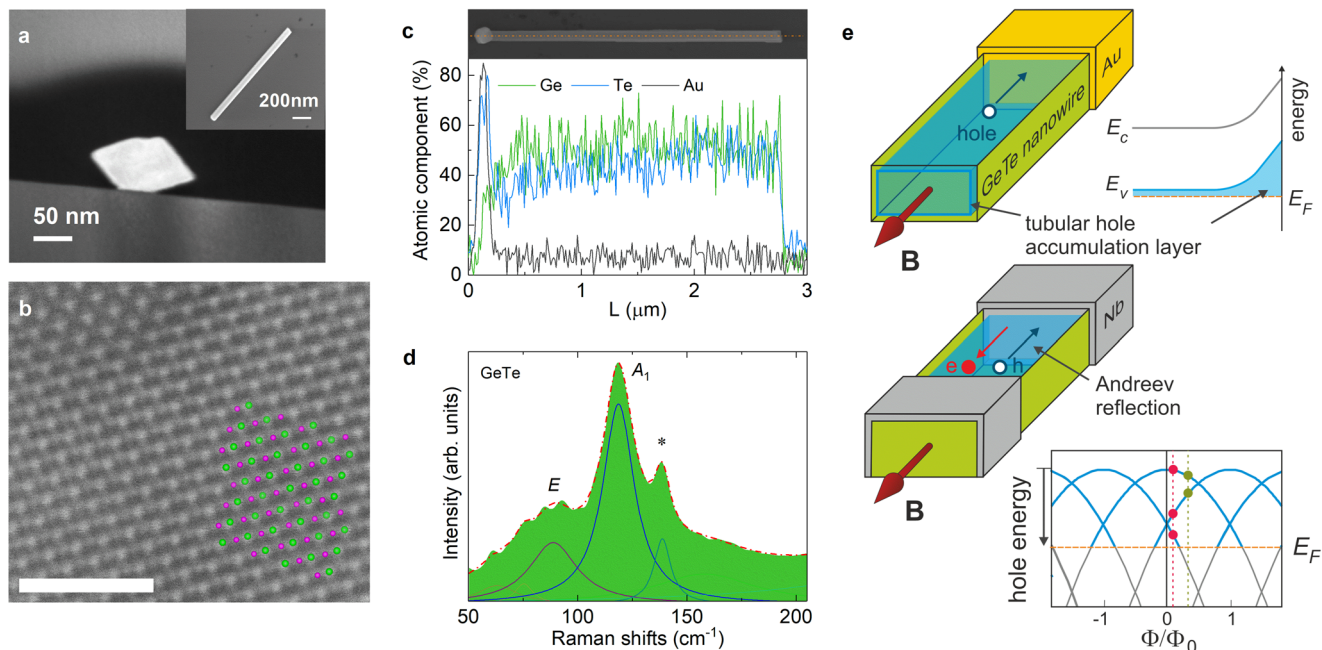 a
200nm
50 nm
b
c
Ge
Te
Au
Atomic component (%)
80
60
40
20
0
0
1
2
3
L (μm)
d
GeTe
A1
*
E
Intensity (arb. units)
50
100
150
200
Raman shifts (cm-1)
e
Au
hole
GeTe nanowire
B
tubular hole
accumulation layer
energy
Ec
Ev
EF
Nb
e
h
Andreev
reflection
B
hole energy
EF
-1
0
1
Φ/Φ0